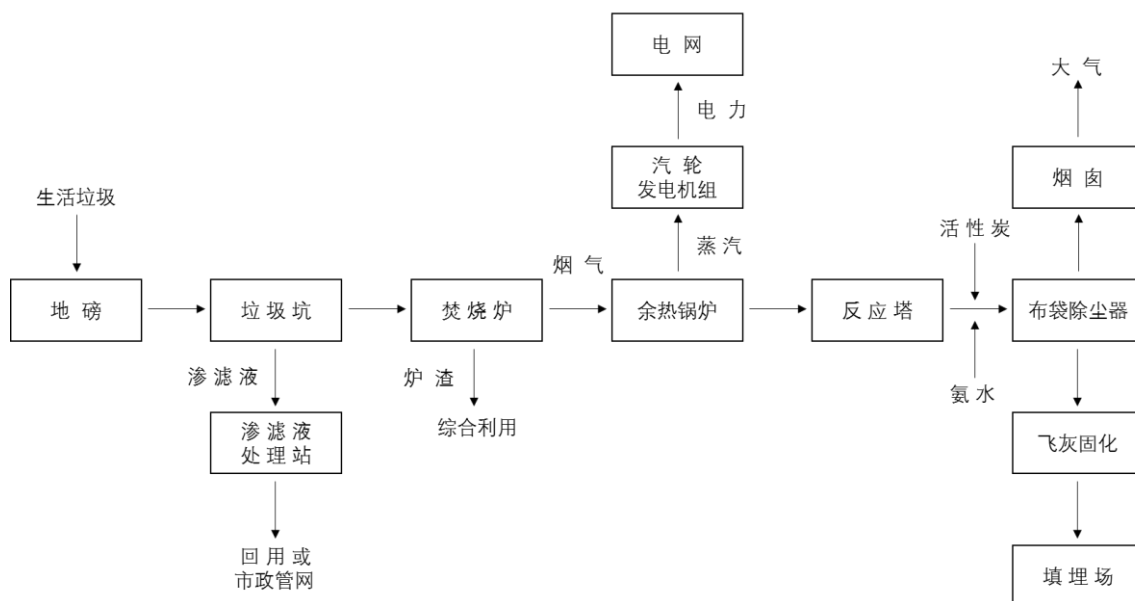 电 网
大 气
电 力
汽 轮
发电机组
烟 囱
生活垃圾
活 性 炭
蒸 汽
烟 气
地 磅
垃 圾 坑
焚 烧 炉
余热锅炉
反 应 塔
布袋除尘器
渗 滤 液
炉 渣
氨 水
综合利用
渗 滤 液
处 理 站
飞灰固化
回 用 或
市政管网
填 埋 场